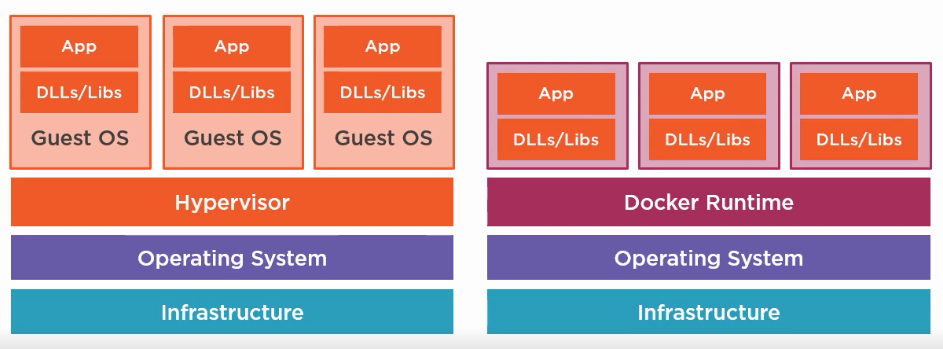 App
DLLs/Libs
Guest OS
App
DLLs/Libs
Guest OS
App
DLLs/Libs
Guest OS
Hypervisor
Operating System
Infrastructure
App
DLLs/Libs
App
DLLs/Libs
App
DLLs/Libs
Docker Runtime
Operating System
Infrastructure